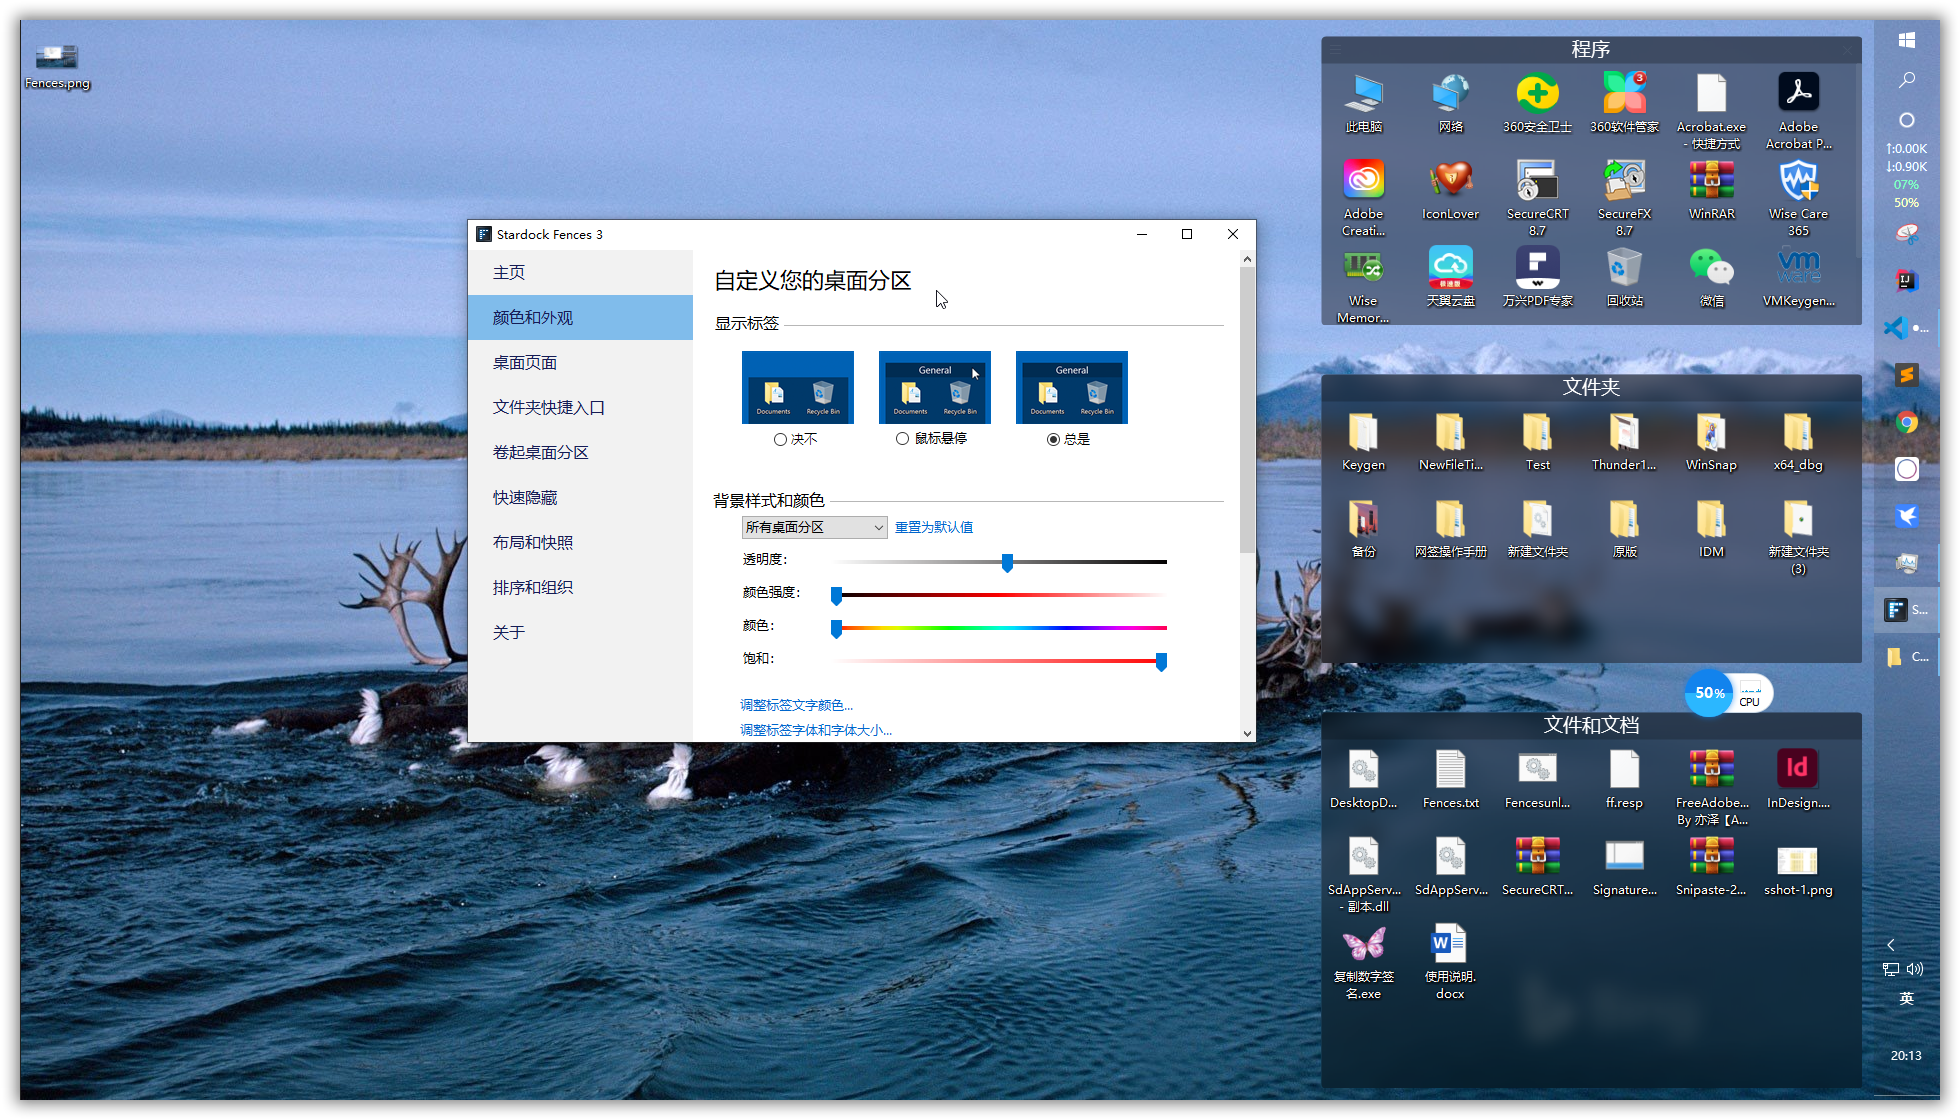 Fences.png
Stardock Fences 3
主页
颜色和外观
桌面页面
文件夹快捷入口
卷起桌面分区
快速隐藏
布局和快照
排序和组织
关于
自定义您的桌面分区
显示标签
Documents
Recycle Bin
General
Documents
Recycle Bin
General
Documents
Recycle Bin
决不
鼠标悬停
总是
背景样式和颜色
所有桌面分区
重置为默认值
透明度:
颜色强度:
颜色:
饱和:
调整标签文字颜色...
调整标签字体和字体大小...
程序
此电脑
网络
360安全卫士
3
360软件管家
Acrobat.exe
- 快捷方式
Adobe
Acrobat P...
Adobe
Creati...
IconLover
SecureCRT
8.7
SecureFX
8.7
WinRAR
Wise Care
365
Wise
Memor...
极速版
天翼云盘
万兴PDF专家
回收站
微信
vm
ware
VMKeygen...
文件夹
Keygen
NewFileTi...
Test
Thunder1...
WinSnap
x64_dbg
备份
网签操作手册
新建文件夹
原版
IDM
新建文件夹
(3)
50%
CPU
文件和文档
DesktopD...
Fences.txt
Fencesunl...
ff.resp
FreeAdobe...
By 亦泽【A...
Id
InDesign....
SdAppServ...
- 副本.dll
SdAppServ...
SecureCRT...
Signature...
Snipaste-2...
sshot-1.png
复制数字签
名.exe
W
使用说明.
docx
↑:0.00K
↓:0.90K
07%
50%
IJ
●...
S...
C...
英
20:13